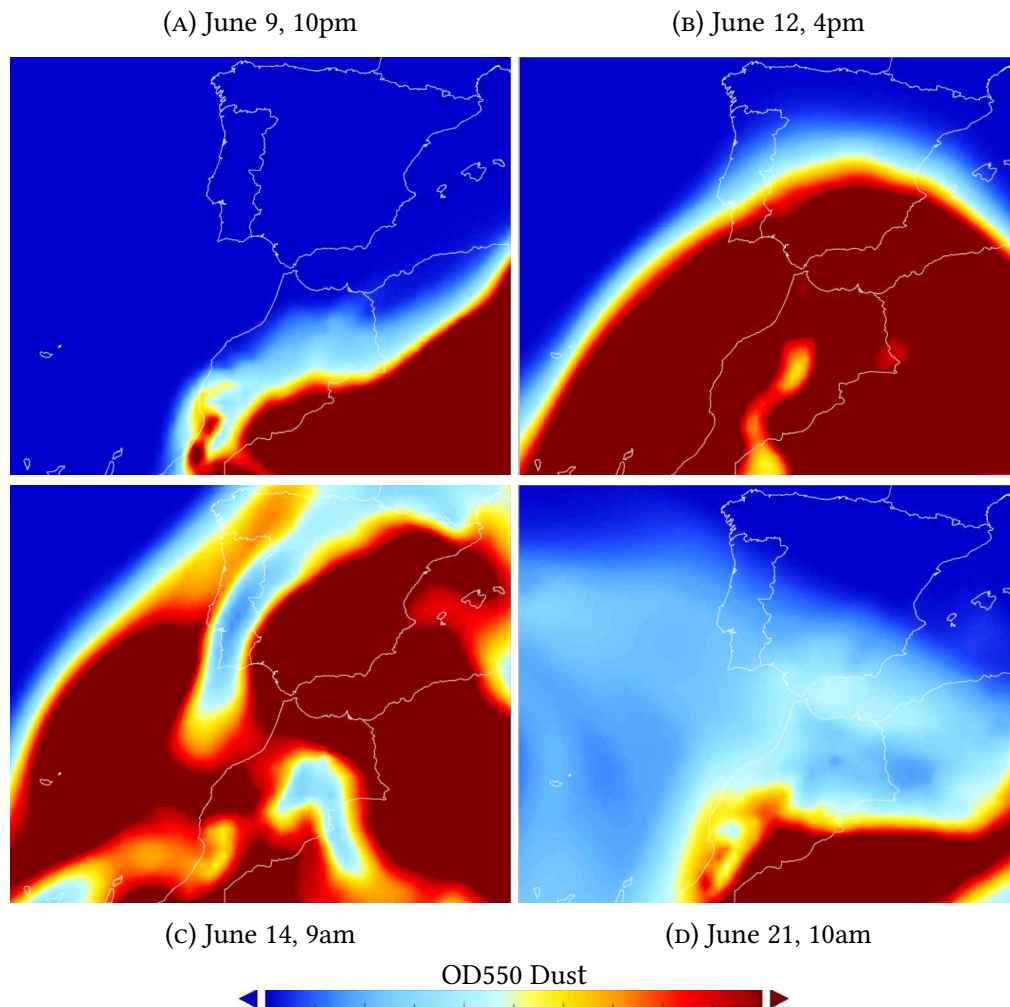 (A) June 9, 10pm
(B) June 12, 4pm
(C) June 14, 9am
(D) June 21, 10am
OD550 Dust